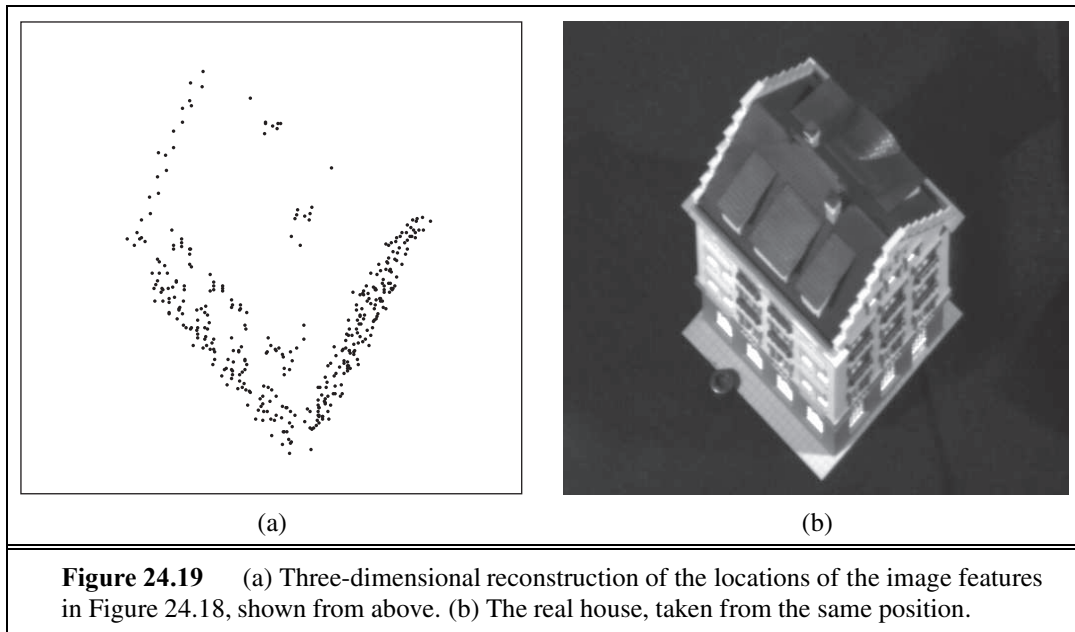 (a)
(b)
Figure 24.19 (a) Three-dimensional reconstruction of the locations of the image features
in Figure 24.18, shown from above. (b) The real house, taken from the same position.